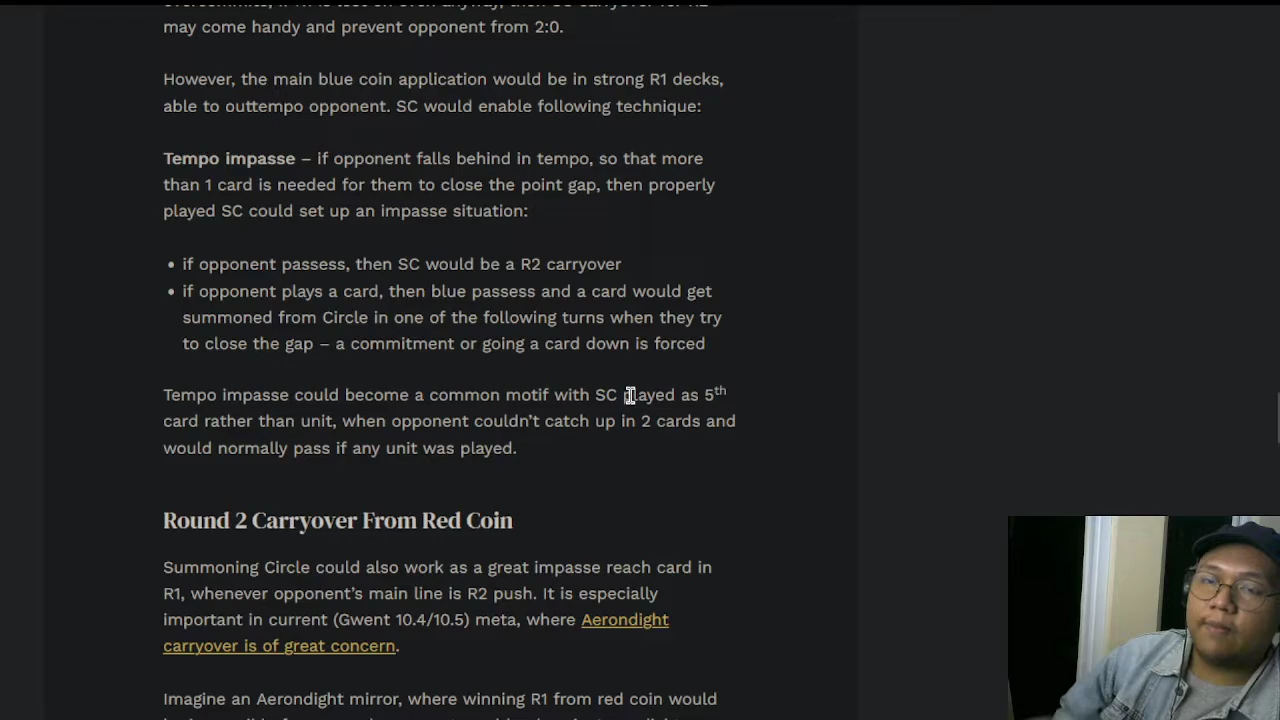 may come handy and prevent opponent from 2:0.
However, the main blue coin application would be in strong R1 decks,
able to outtempo opponent. SC would enable following technique:
Tempo impasse – if opponent falls behind in tempo, so that more
than 1 card is needed for them to close the point gap, then properly
played SC could set up an impasse situation:
• if opponent passess, then SC would be a R2 carryover
• if opponent plays a card, then blue passess and a card would get
summoned from Circle in one of the following turns when they try
to close the gap – a commitment or going a card down is forced
Tempo impasse could become a common motif with SC played as 5th
card rather than unit, when opponent couldn’t catch up in 2 cards and
would normally pass if any unit was played.
Round 2 Carryover From Red Coin
Summoning Circle could also work as a great impasse reach card in
R1, whenever opponent’s main line is R2 push. It is especially
important in current (Gwent 10.4/10.5) meta, where Aerondight
carryover is of great concern.
Imagine an Aerondight mirror, where winning R1 from red coin would